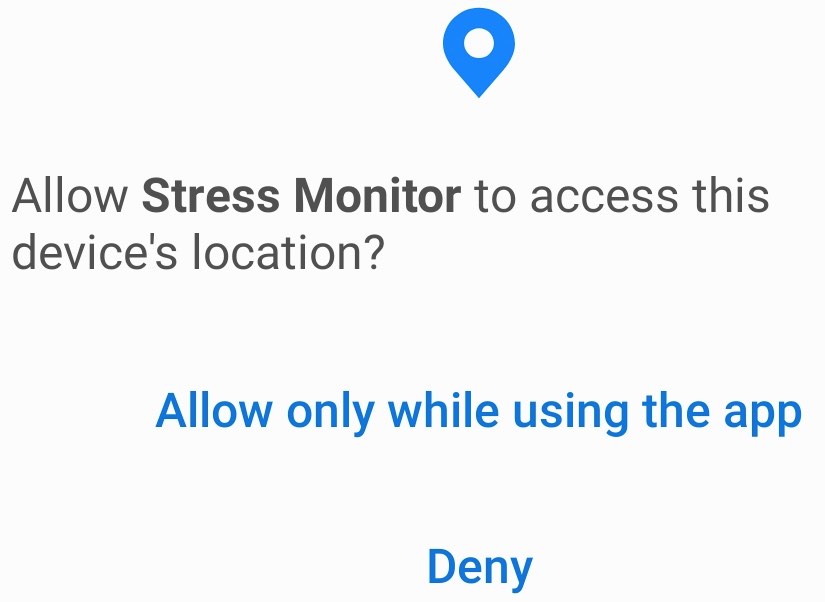 Allow Stress Monitor to access this
device's location?
Allow only while using the app
Deny